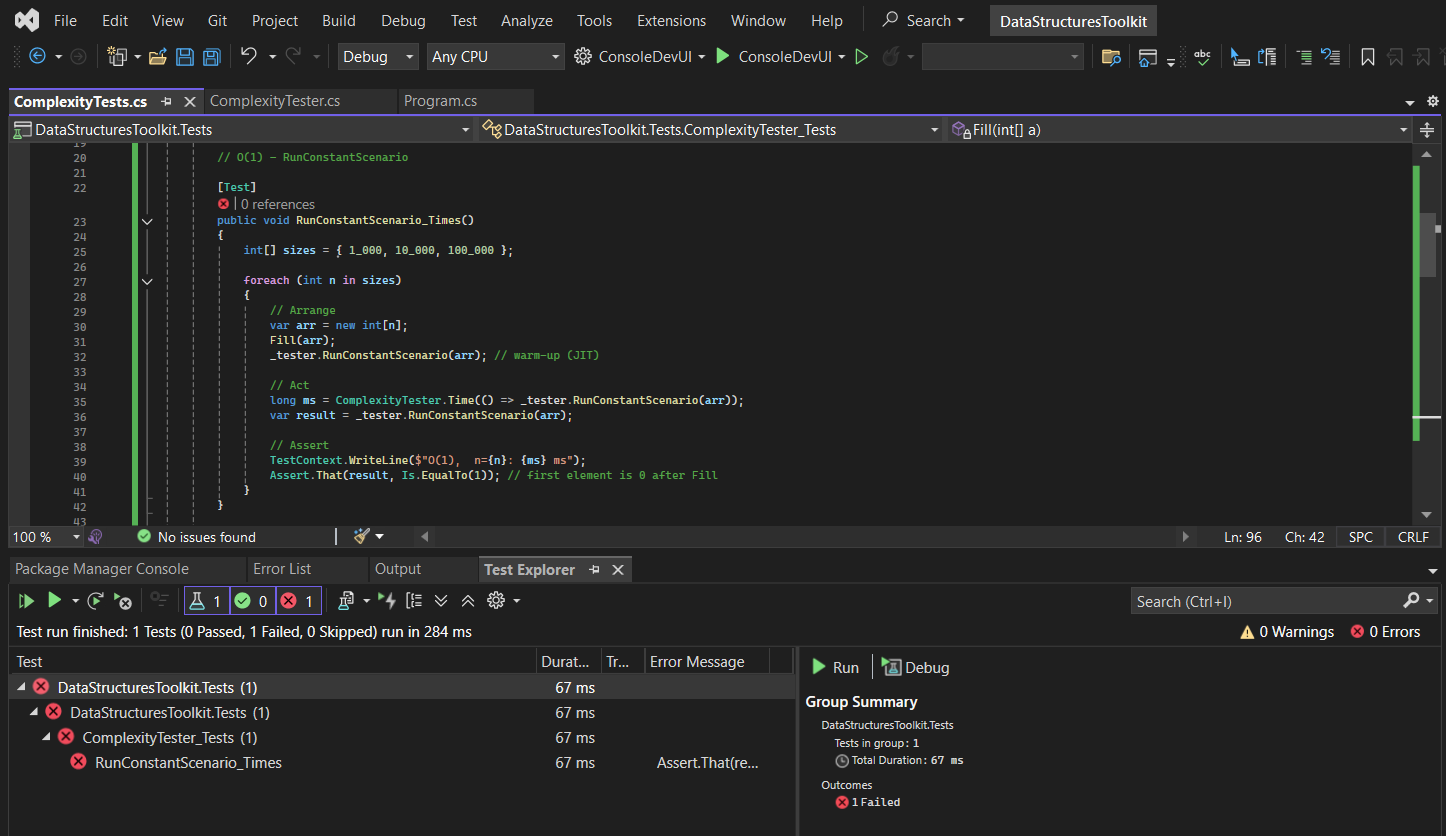 File Edit View Git Project Build Debug Test Analyze Tools Extensions Window Help Search DataStructuresToolkit
Debug Any CPU ConsoleDevUI ConsoleDevUI abc
ComplexityTests.cs ComplexityTester.cs Program.cs
DataStructuresToolkit.Tests DataStructuresToolkit.Tests.ComplexityTester_Tests Fill(int[] a)
19
20 // O(1) - RunConstantScenario
21
22 [Test]
| 0 references
23 public void RunConstantScenario_Times()
24 {
25 int[] sizes = { 1_000, 10_000, 100_000 };
26
27 foreach (int n in sizes)
28 {
29 // Arrange
30 var arr = new int[n];
31 Fill(arr);
32 _tester.RunConstantScenario(arr); // warm-up (JIT)
33
34 // Act
35 long ms = ComplexityTester.Time(() => _tester.RunConstantScenario(arr));
36 var result = _tester.RunConstantScenario(arr);
37
38 // Assert
39 TestContext.WriteLine($"O(1),  n={n}: {ms} ms");
40 Assert.That(result, Is.EqualTo(1)); // first element is 0 after Fill
41 }
42 }
43
100 % No issues found Ln: 96 Ch: 42 SPC CRLF
Package Manager Console Error List Output Test Explorer
1 0 1 Search (Ctrl+I)
Test run finished: 1 Tests (0 Passed, 1 Failed, 0 Skipped) run in 284 ms 0 Warnings 0 Errors
Test Durat... Tr... Error Message
Run Debug
DataStructuresToolkit.Tests (1) 67 ms
DataStructuresToolkit.Tests (1) 67 ms
ComplexityTester_Tests (1) 67 ms
RunConstantScenario_Times 67 ms Assert.That(re...
Group Summary
DataStructuresToolkit.Tests
Tests in group: 1
Total Duration: 67 ms
Outcomes
1 Failed